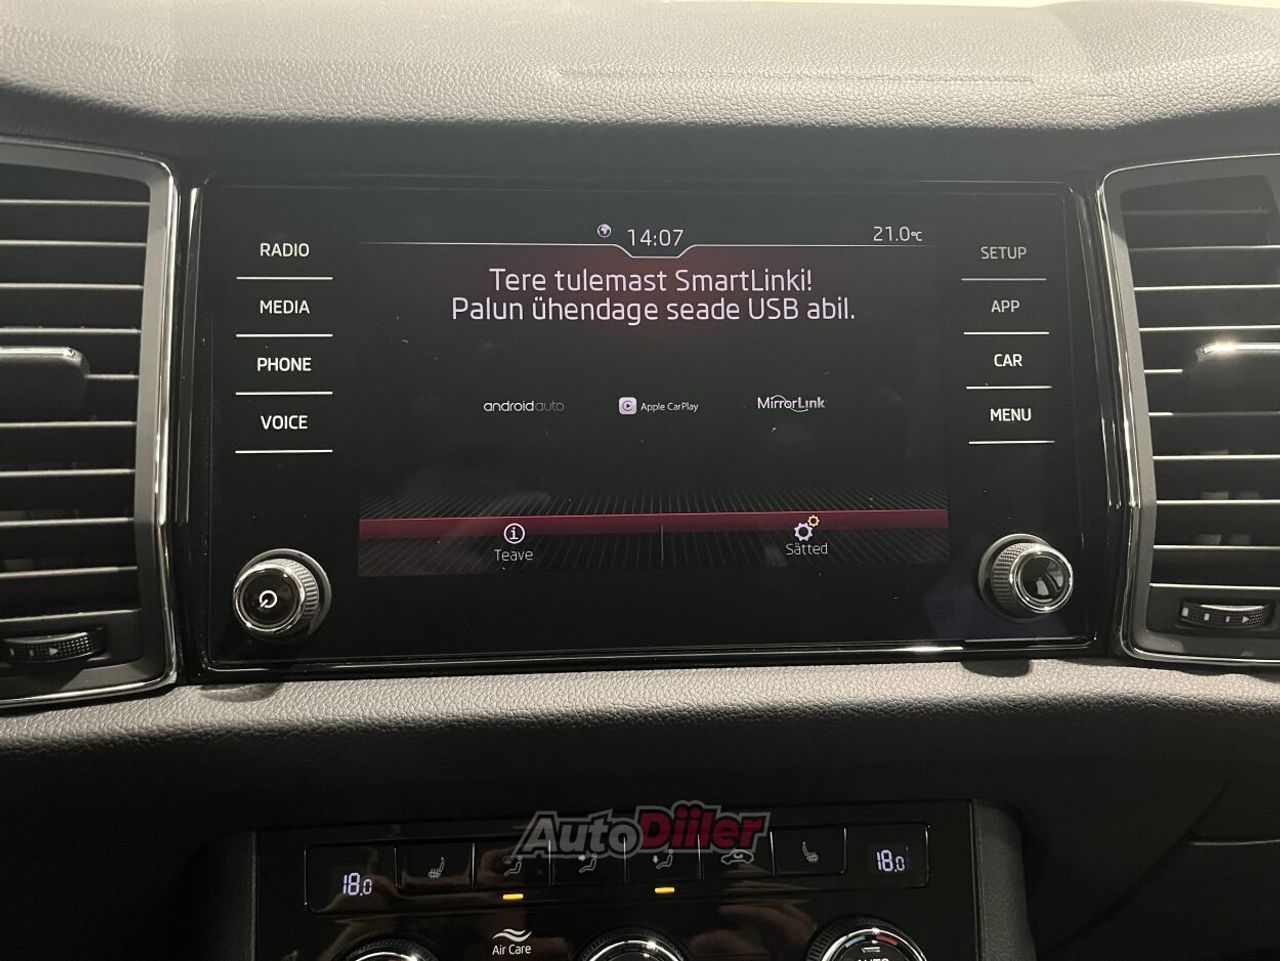 14:07
21.0°C
RADIO
MEDIA
PHONE
VOICE
Tere tulemast SmartLinki!
Palun ühendage seade USB abil.
androidauto
Apple CarPlay
MirrorLink
Teave
Sätted
SETUP
APP
CAR
MENU
AutoDiiler
18.0
18.0
Air Care
AUTO